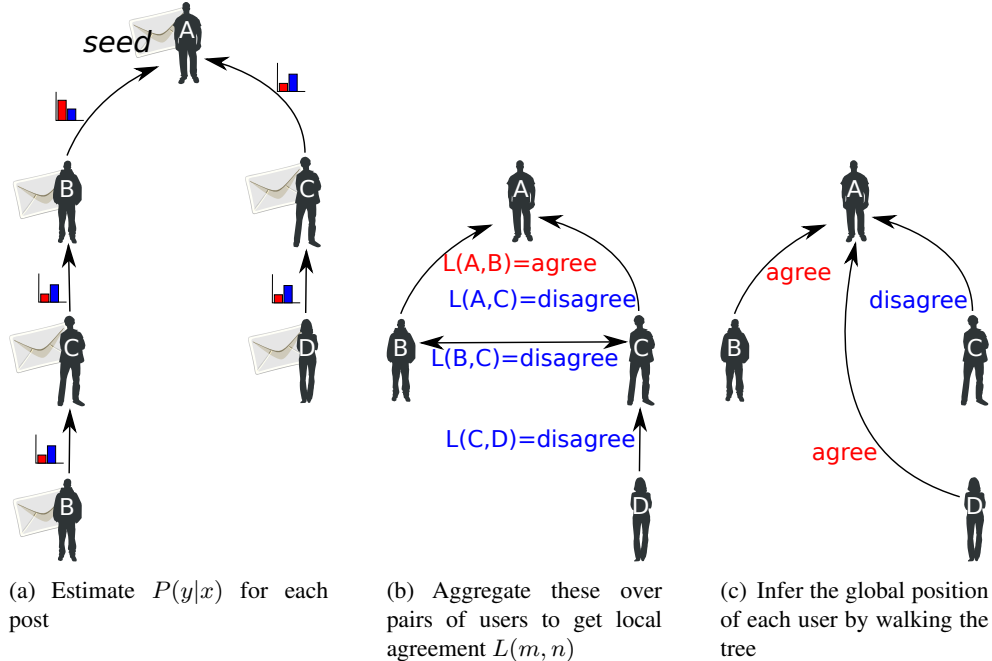 seed
A
B
C
C
D
B
A
L(A,B)=agree
L(A,C)=disagree
B
C
L(B,C)=disagree
L(C,D)=disagree
D
A
agree
disagree
B
C
agree
D
(a) Estimate P(y|x) for each
post
(b) Aggregate these over
pairs of users to get local
agreement L(m, n)
(c) Infer the global position
of each user by walking the
tree